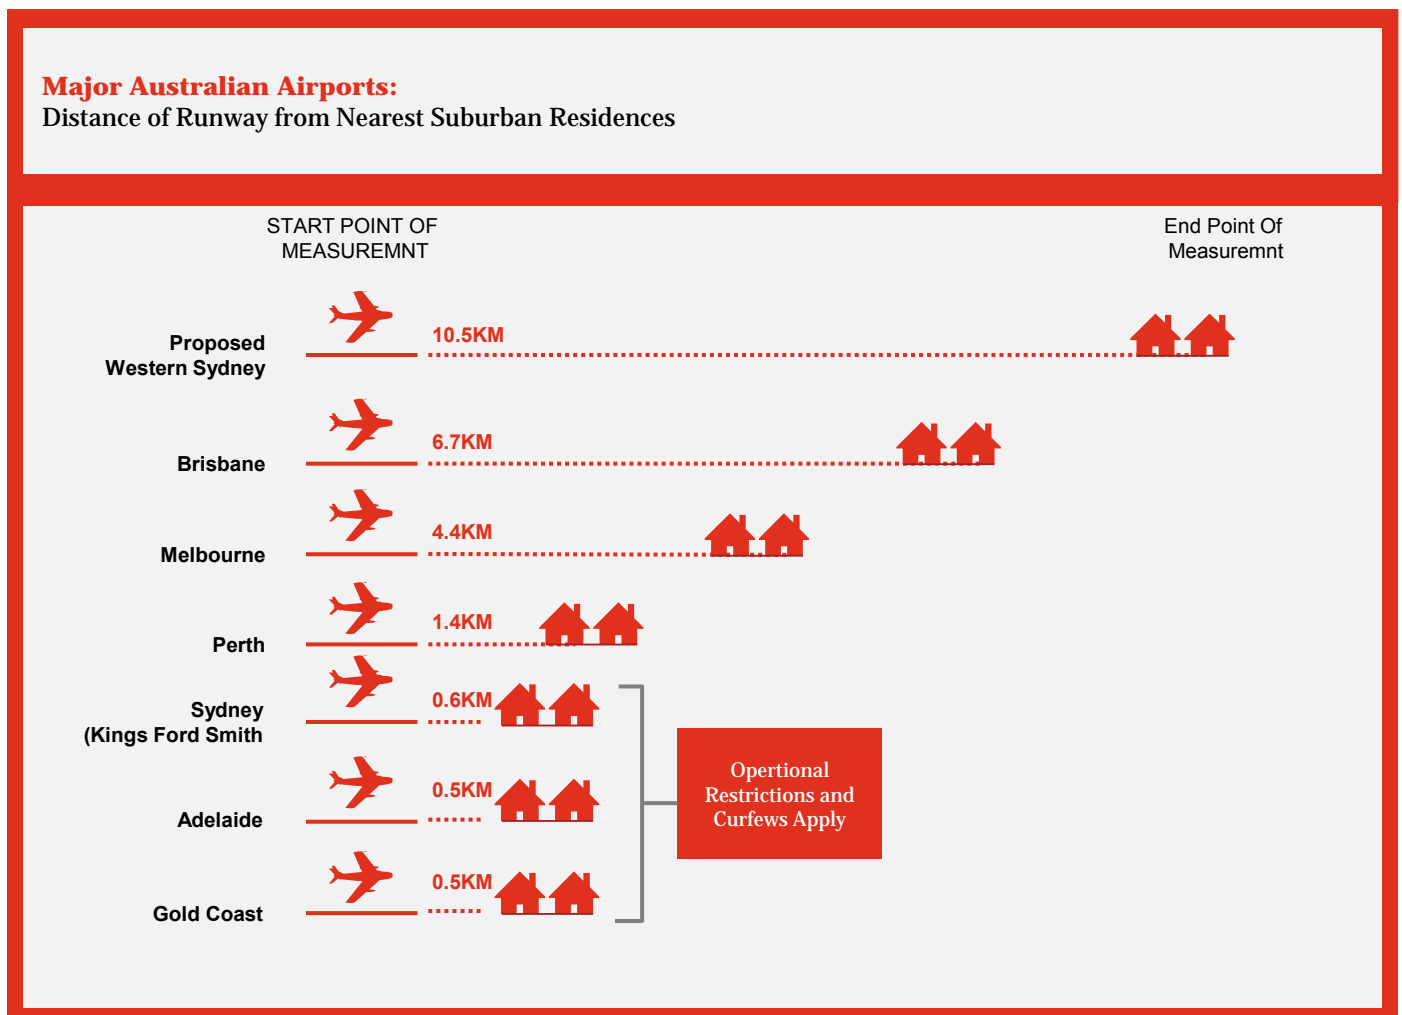 Major Australian Airports:
Distance of Runway from Nearest Suburban Residences
START POINT OF
MEASUREMNT
End Point Of
Measuremnt
Proposed
Western Sydney
10.5KM
Brisbane
6.7KM
Melbourne
4.4KM
Perth
1.4KM
Sydney
(Kings Ford Smith
0.6KM
Adelaide
0.5KM
Gold Coast
0.5KM
Opertional
Restrictions and
Curfews Apply